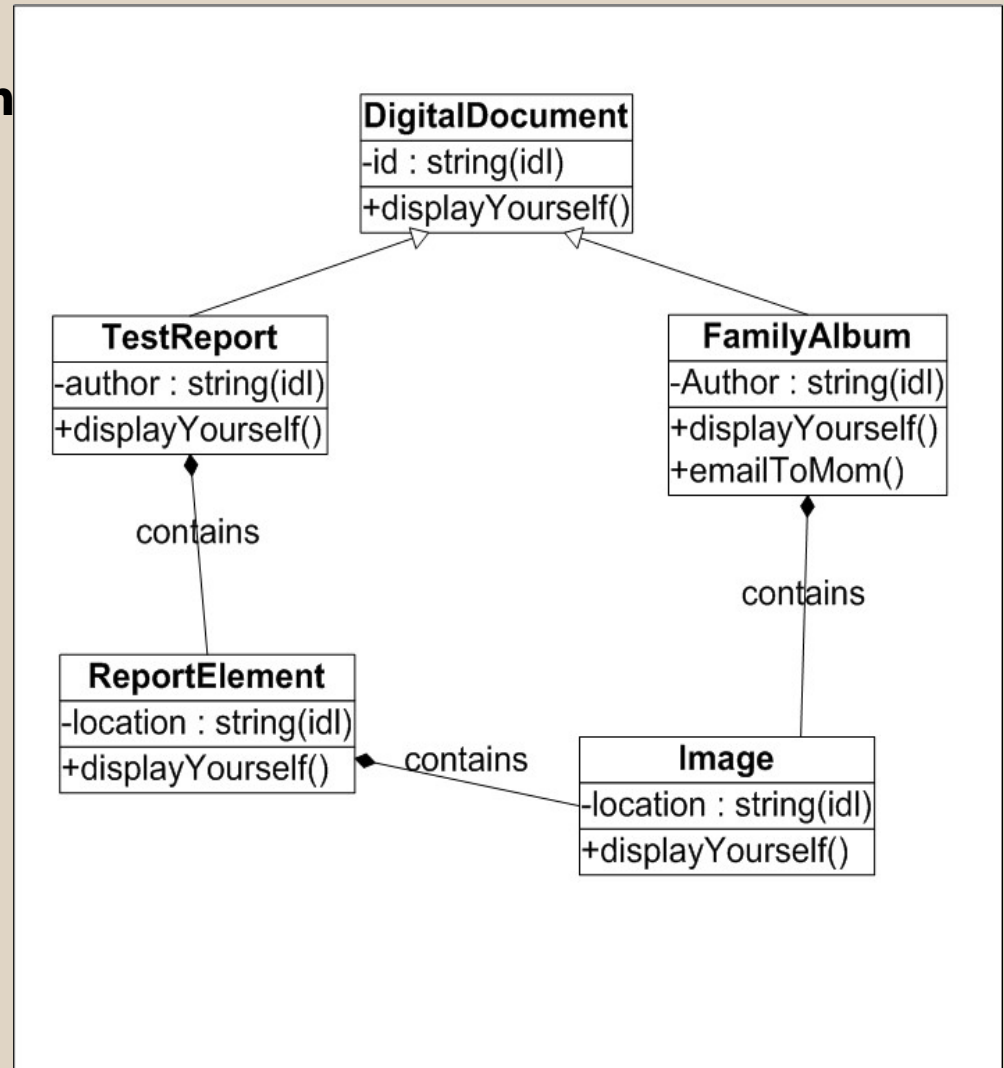 n
DigitalDocument
-id : string(idl)
+displayYourself()
TestReport
-author : string(idl)
+displayYourself()
FamilyAlbum
-Author : string(idl)
+displayYourself()
+emailToMom()
contains
contains
ReportElement
-location : string(idl)
+displayYourself()
contains
Image
-location : string(idl)
+displayYourself()